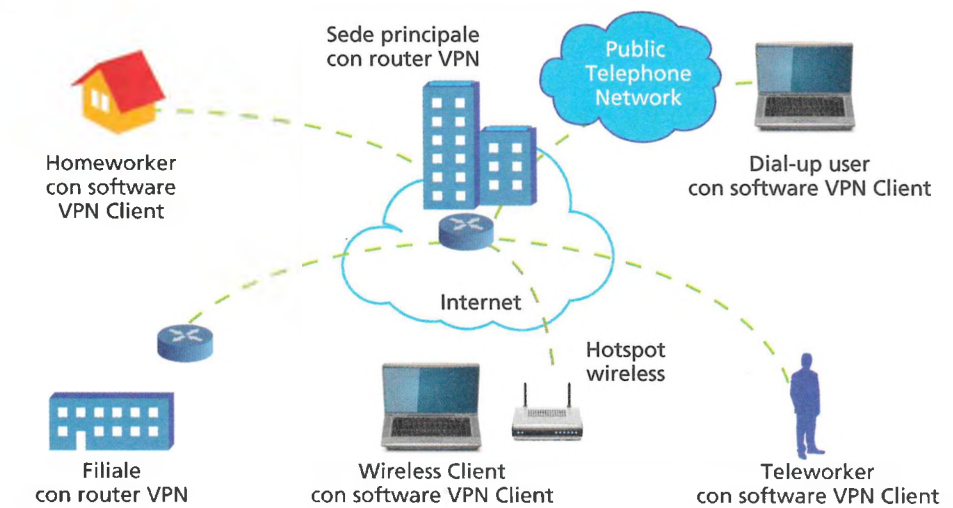 Sede principale
con router VPN
Public
Telephone
Network
Homeworker
con software
VPN Client
Dial-up user
con software VPN Client
Internet
Hotspot
wireless
Filiale
con router VPN
Wireless Client
con software VPN Client
Teleworker
con software VPN Client